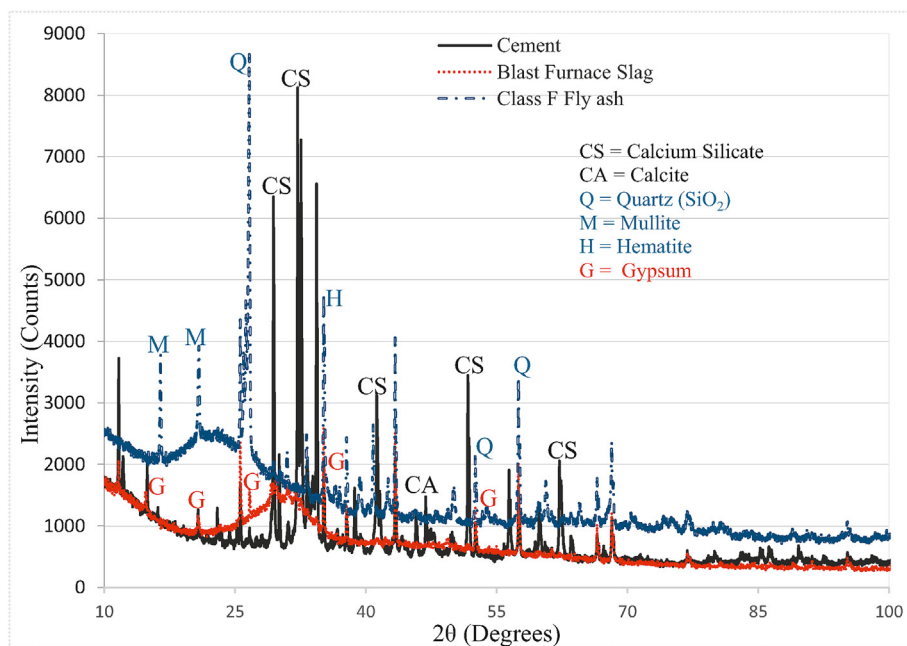 9000
8000
7000
6000
5000
4000
3000
2000
1000
0
Intensity (Counts)
10 25 40 55 70 85 100
2θ (Degrees)
Cement
Blast Furnace Slag
Class F Fly ash
CS = Calcium Silicate
CA = Calcite
Q = Quartz (SiO₂)
M = Mullite
H = Hematite
G = Gypsum
Q
CS
CS
H
M
M
CS
CS
Q
Q
CS
CA
G
G
G
G
G